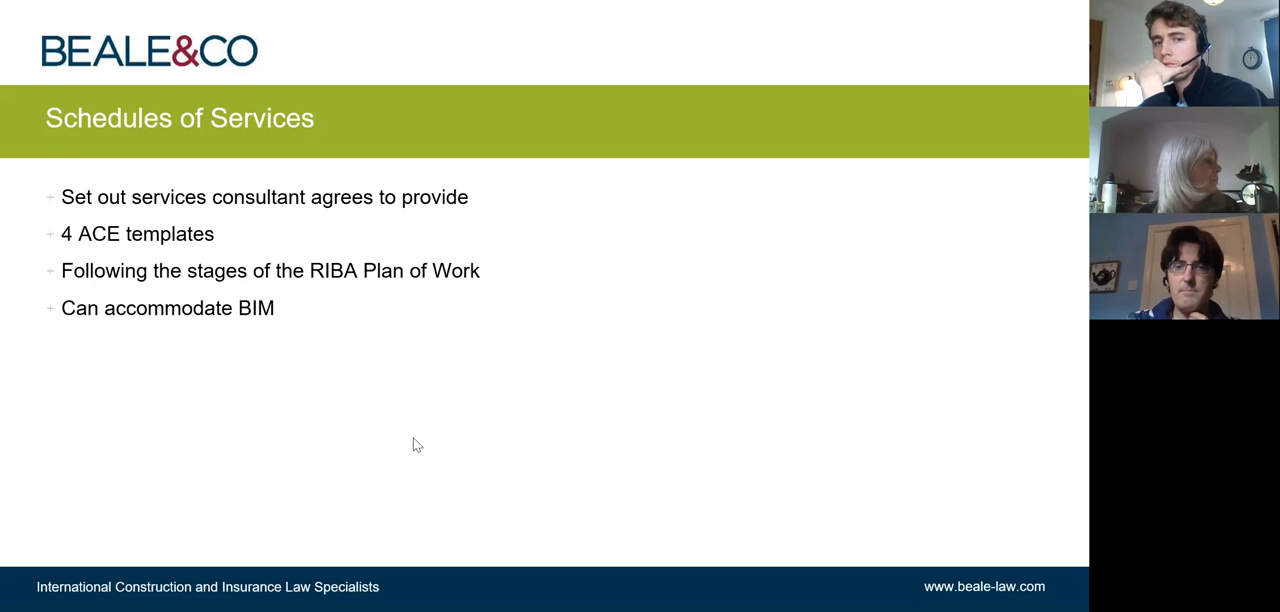 BEALE&CO
Schedules of Services
Set out services consultant agrees to provide
4 ACE templates
Following the stages of the RIBA Plan of Work
Can accommodate BIM
International Construction and Insurance Law Specialists
www.beale-law.com